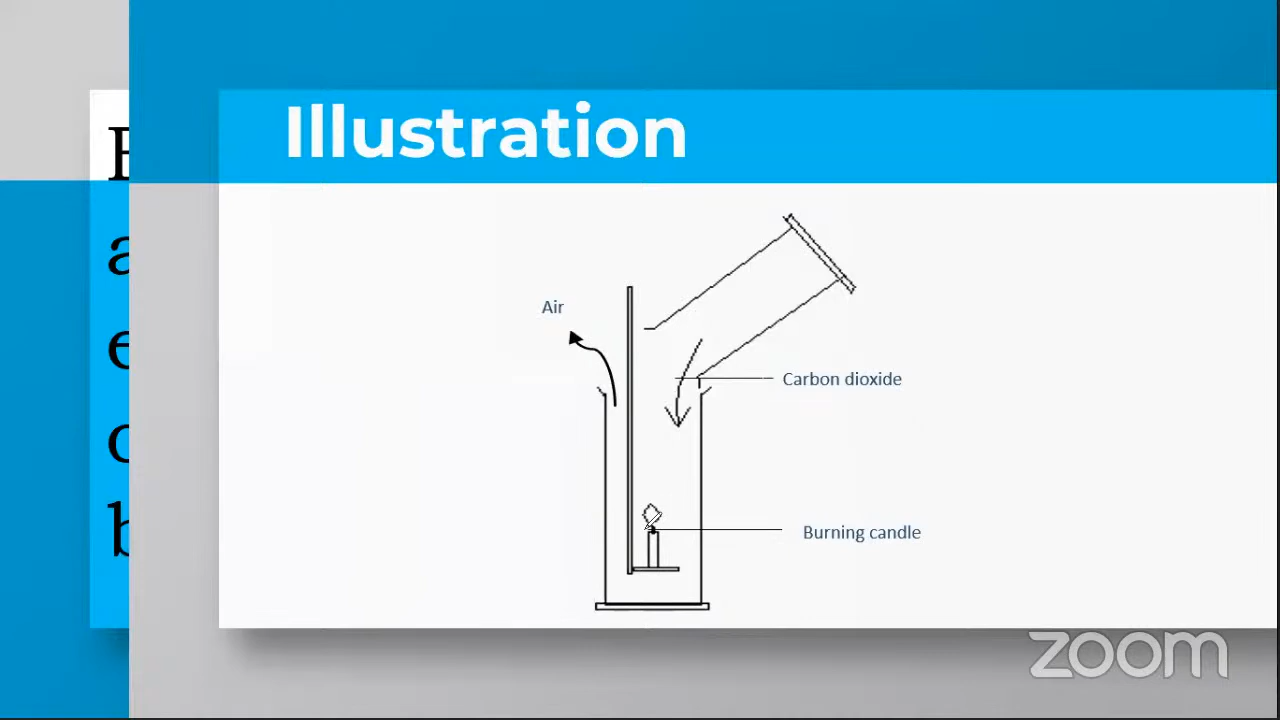 Illustration
Air
Carbon dioxide
Burning candle
zoom